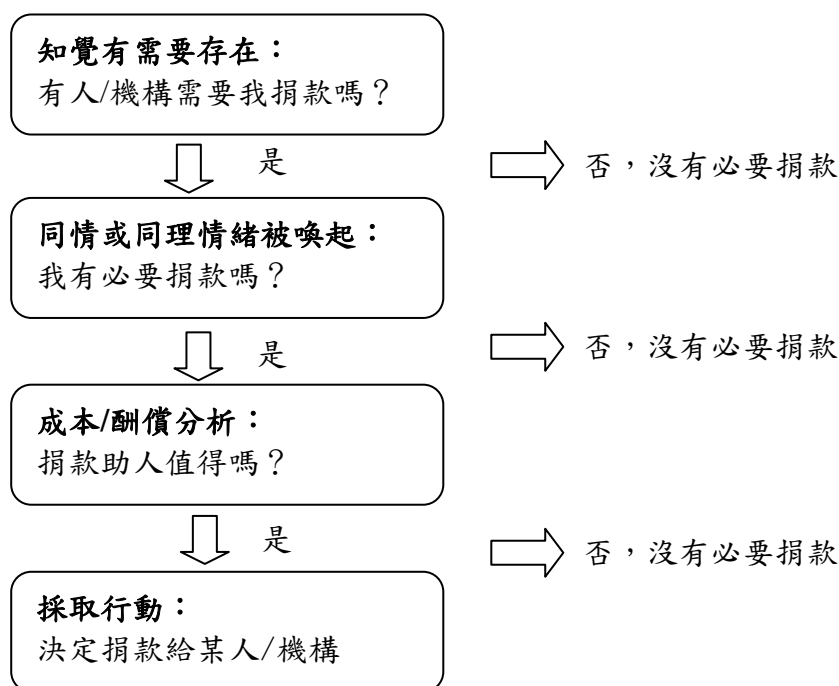 知覺有需要存在：
有人/機構需要我捐款嗎？
是
否，沒有必要捐款
同情或同理情緒被喚起：
我有必要捐款嗎？
是
否，沒有必要捐款
成本/酬償分析：
捐款助人值得嗎？
是
否，沒有必要捐款
採取行動：
決定捐款給某人/機構